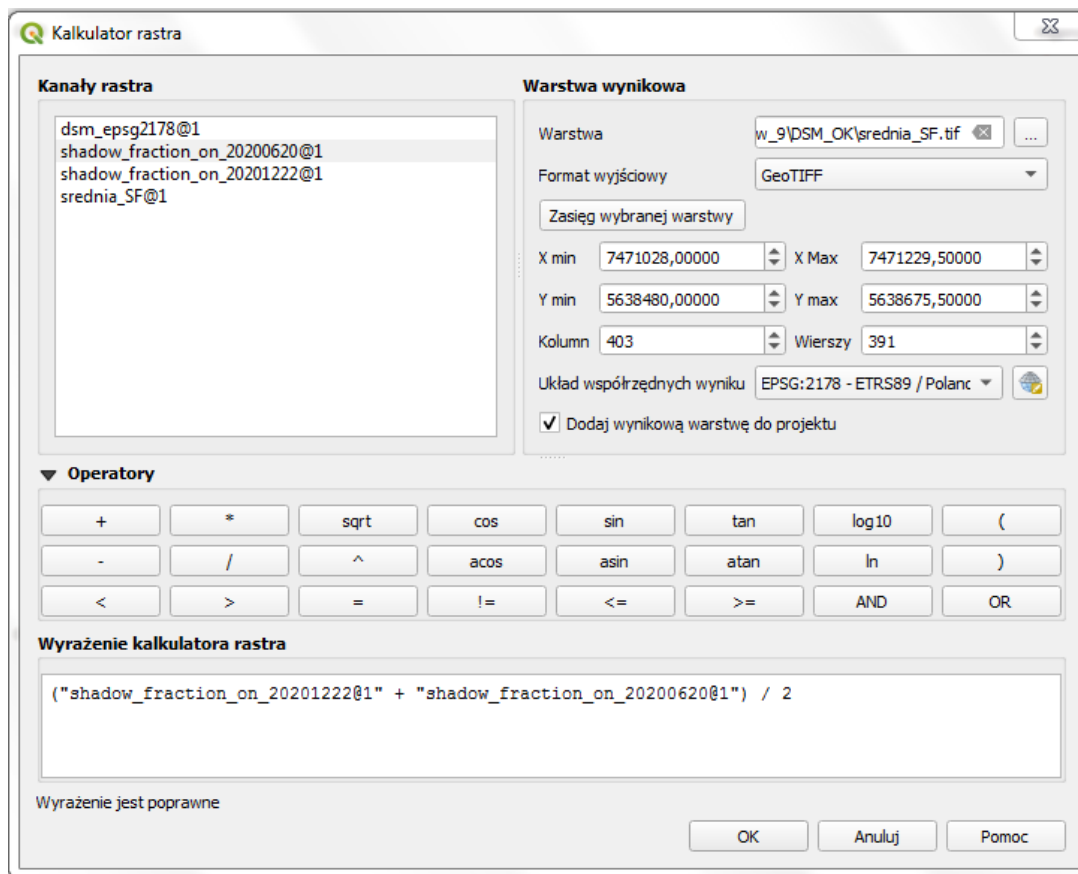 Kalkulator rastra
Kanały rastra
dsm_epsg2178@1
shadow_fraction_on_20200620@1
shadow_fraction_on_20201222@1
srednia_SF@1
Warstwa wynikowa
Warstwa w_9\DSM_OK\srednia_SF.tif ...
Format wyjściowy GeoTIFF
Zasięg wybranej warstwy
X min 7471028,00000 X Max 7471229,50000
Y min 5638480,00000 Y max 5638675,50000
Kolumn 403 Wierszy 391
Układ współrzędnych wyniku EPSG:2178 - ETRS89 / Polanc
Dodaj wynikową warstwę do projektu
Operatory
+ * sqrt cos sin tan log10 (
- / ^ acos asin atan ln )
< > = != <= >= AND OR
Wyrażenie kalkulatora rastra
("shadow_fraction_on_20201222@1" + "shadow_fraction_on_20200620@1") / 2
Wyrażenie jest poprawne
OK Anuluj Pomoc